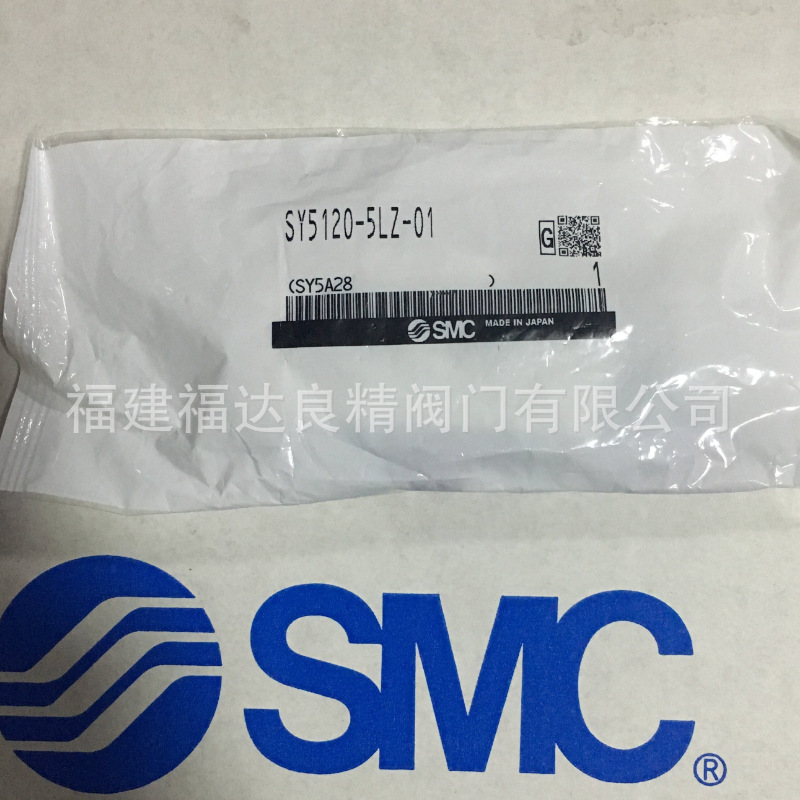 SY5120-5LZ-01
G
(SY5A28 ) 1
SMC MADE IN JAPAN
福建福达良精阀门有限公司
SMC®